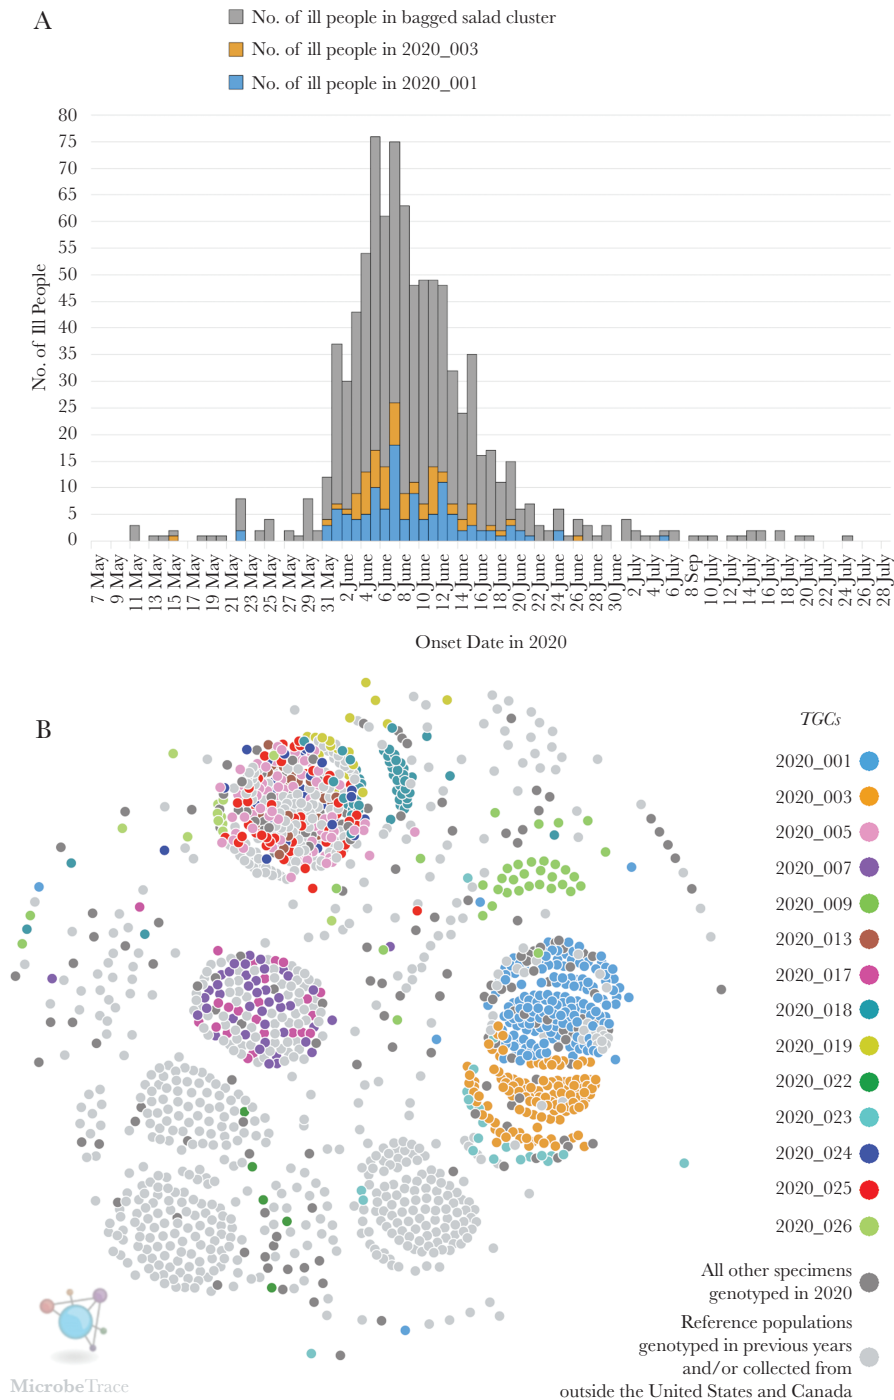 A
No. of ill people in bagged salad cluster
No. of ill people in 2020_003
No. of ill people in 2020_001
80
75
70
65
60
55
50
45
40
35
30
25
20
15
10
5
0
No. of Ill People
7 May
9 May
11 May
13 May
15 May
17 May
19 May
21 May
23 May
25 May
27 May
29 May
31 May
2 June
4 June
6 June
8 June
10 June
12 June
14 June
16 June
18 June
20 June
22 June
24 June
26 June
28 June
30 June
2 July
4 July
6 July
8 Sep
10 July
12 July
14 July
16 July
18 July
20 July
22 July
24 July
26 July
28 July
Onset Date in 2020
B
TGCs
2020_001
2020_003
2020_005
2020_007
2020_009
2020_013
2020_017
2020_018
2020_019
2020_022
2020_023
2020_024
2020_025
2020_026
All other specimens
genotyped in 2020
Reference populations
genotyped in previous years
and/or collected from
outside the United States and Canada
MicrobeTrace